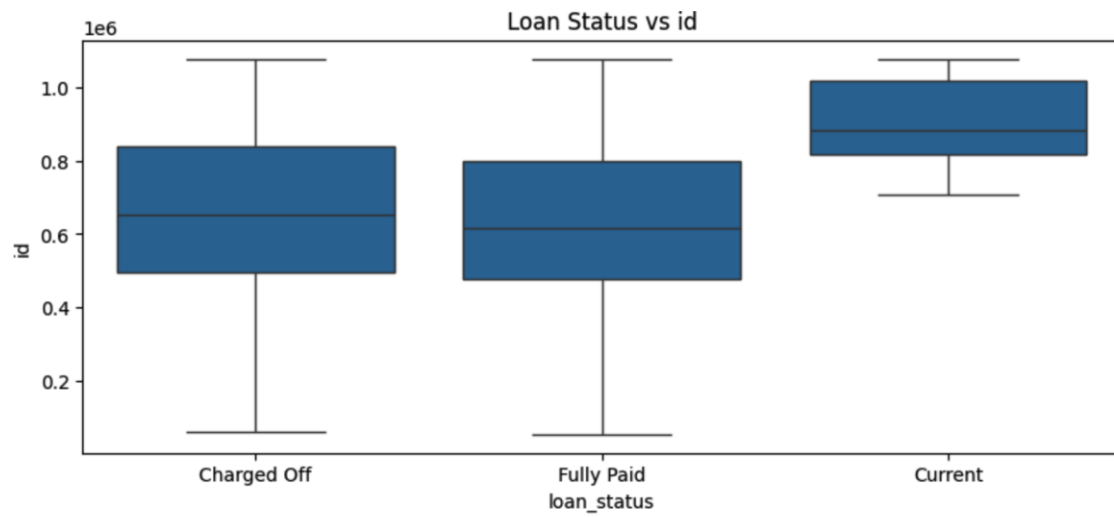 Loan Status vs id
1e6
1.0
0.8
0.6
0.4
0.2
id
Charged Off Fully Paid Current
loan_status